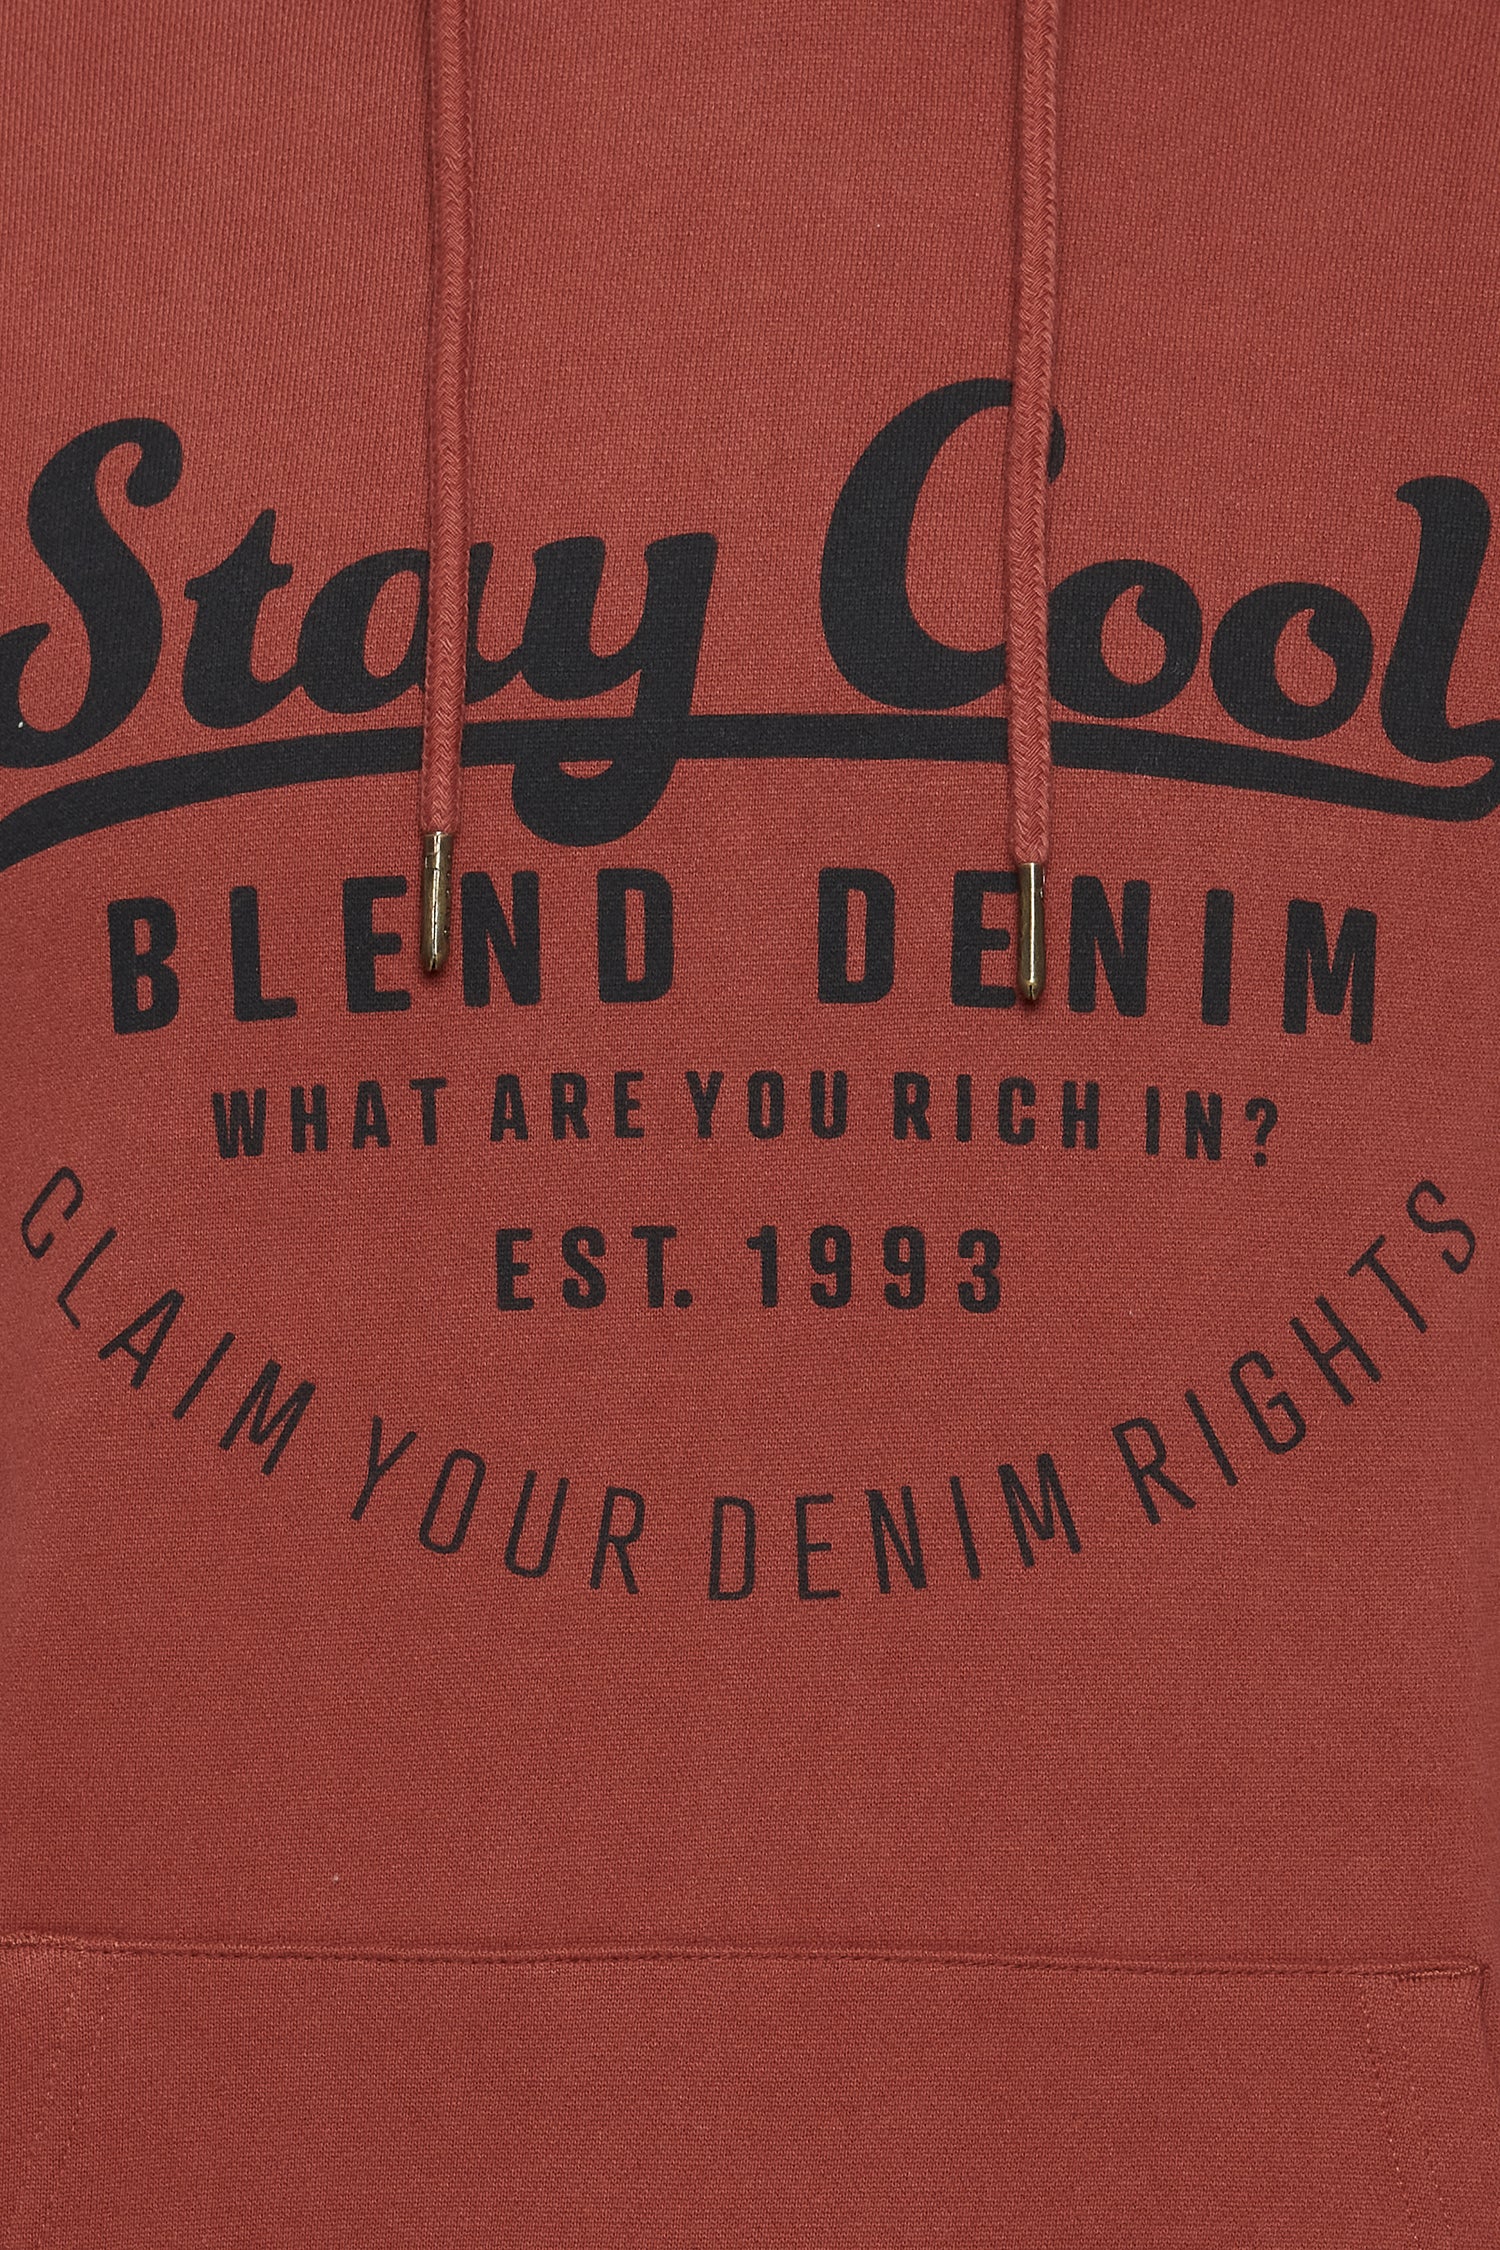 Stay Cool
BLEND DENIM
WHAT ARE YOU RICH IN?
EST. 1993
CLAIM YOUR DENIM RIGHTS